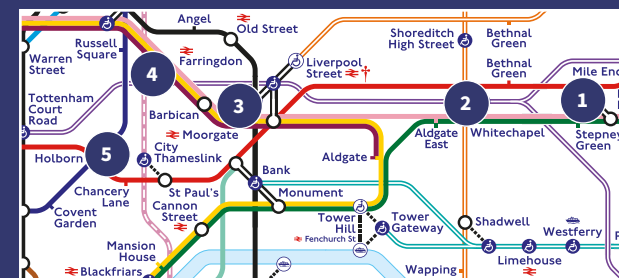 Angel
Old Street
Shoreditch
High Street
Bethnal
Green
Russell
Square
Warren
Street
Farringdon
Liverpool
Street
Bethnal
Green
Mile En
4
3
2
1
Tottenham
Court
Road
Barbican
Moorgate
Aldgate
East
Whitechapel
Stepney
Green
5
Holborn
City
Thameslink
Aldgate
Chancery
Lane
St Paul's
Bank
Monument
Covent
Garden
Cannon
Street
Tower
Hill
Fenchurch St
Tower
Gateway
Shadwell
Westferry
Limehouse
Mansion
House
Blackfriars
Wapping
P